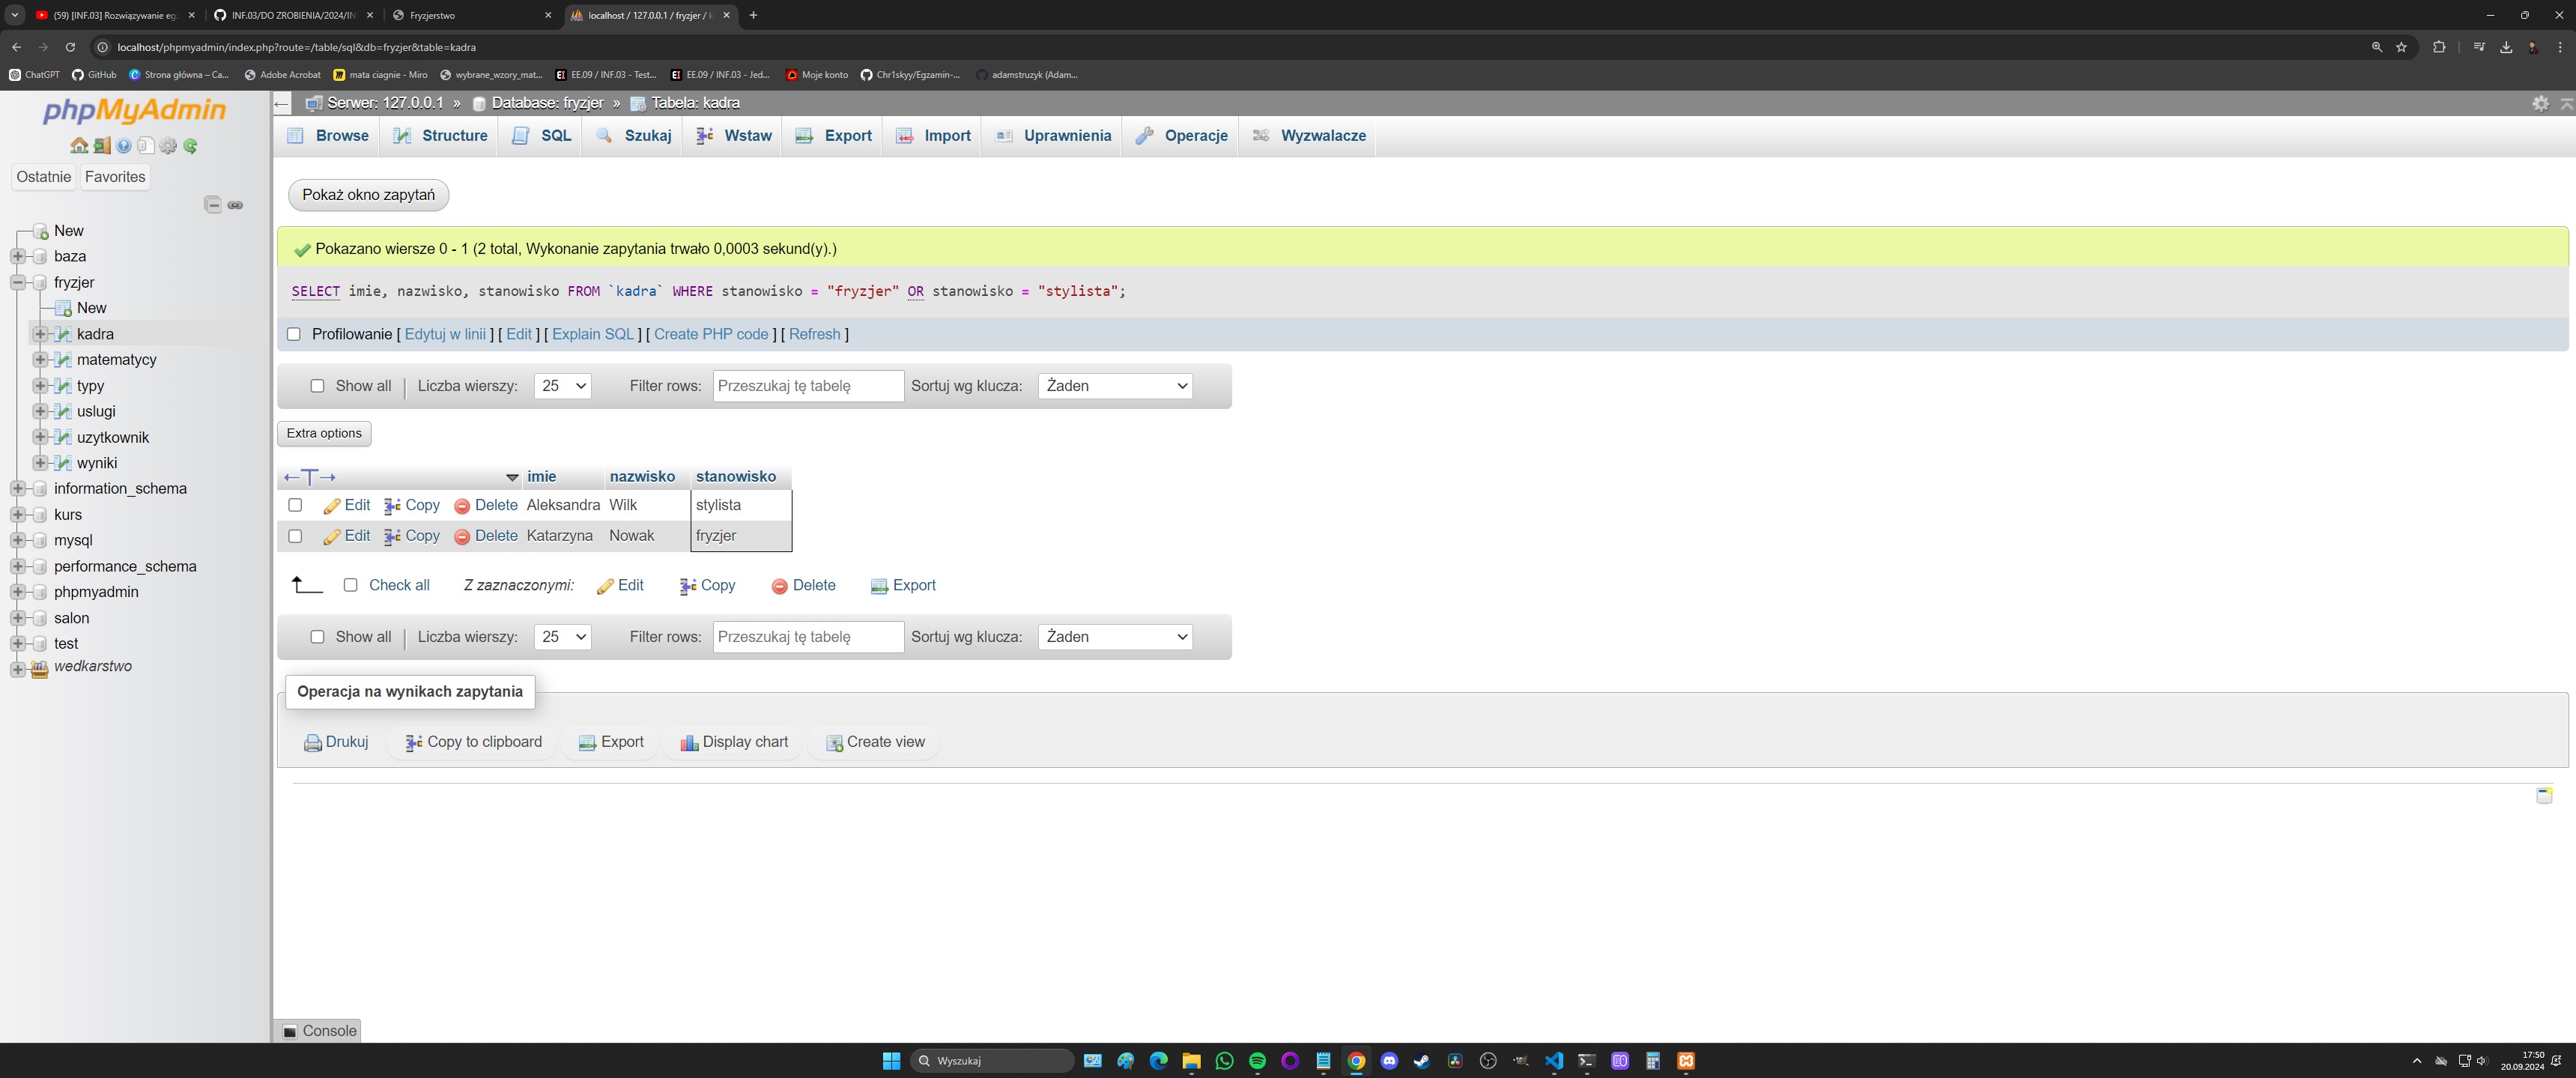 (59) [INF.03] Rozwiązywanie eg
INF.03/DO ZROBIENIA/2024/IN
Fryzjerstwo
localhost / 127.0.0.1 / fryzjer / k
localhost/phpmyadmin/index.php?route=/table/sql&db=fryzjer&table=kadra
ChatGPT GitHub Strona główna – Ca... Adobe Acrobat mata ciagnie - Miro wybrane_wzory_mat... EE.09 / INF.03 - Test... EE.09 / INF.03 - Jed... Moje konto Chr1skyy/Egzamin-... adamstruzyk (Adam...
phpMyAdmin
Ostatnie Favorites
New
baza
fryzjer
New
kadra
matematycy
typy
uslugi
uzytkownik
wyniki
information_schema
kurs
mysql
performance_schema
phpmyadmin
salon
test
wedkarstwo
Serwer: 127.0.0.1 » Database: fryzjer » Tabela: kadra
Browse Structure SQL Szukaj Wstaw Export Import Uprawnienia Operacje Wyzwalacze
Pokaż okno zapytań
Pokazano wiersze 0 - 1 (2 total, Wykonanie zapytania trwało 0,0003 sekund(y).)
SELECT imie, nazwisko, stanowisko FROM `kadra` WHERE stanowisko = "fryzjer" OR stanowisko = "stylista";
Profilowanie [ Edytuj w linii ] [ Edit ] [ Explain SQL ] [ Create PHP code ] [ Refresh ]
Show all Liczba wierszy: 25 Filter rows: Przeszukaj tę tabelę Sortuj wg klucza: Żaden
Extra options
imie nazwisko stanowisko
Edit Copy Delete Aleksandra Wilk stylista
Edit Copy Delete Katarzyna Nowak fryzjer
Check all Z zaznaczonymi: Edit Copy Delete Export
Show all Liczba wierszy: 25 Filter rows: Przeszukaj tę tabelę Sortuj wg klucza: Żaden
Operacja na wynikach zapytania
Drukuj Copy to clipboard Export Display chart Create view
Console
Wyszukaj
17:50
20.09.2024